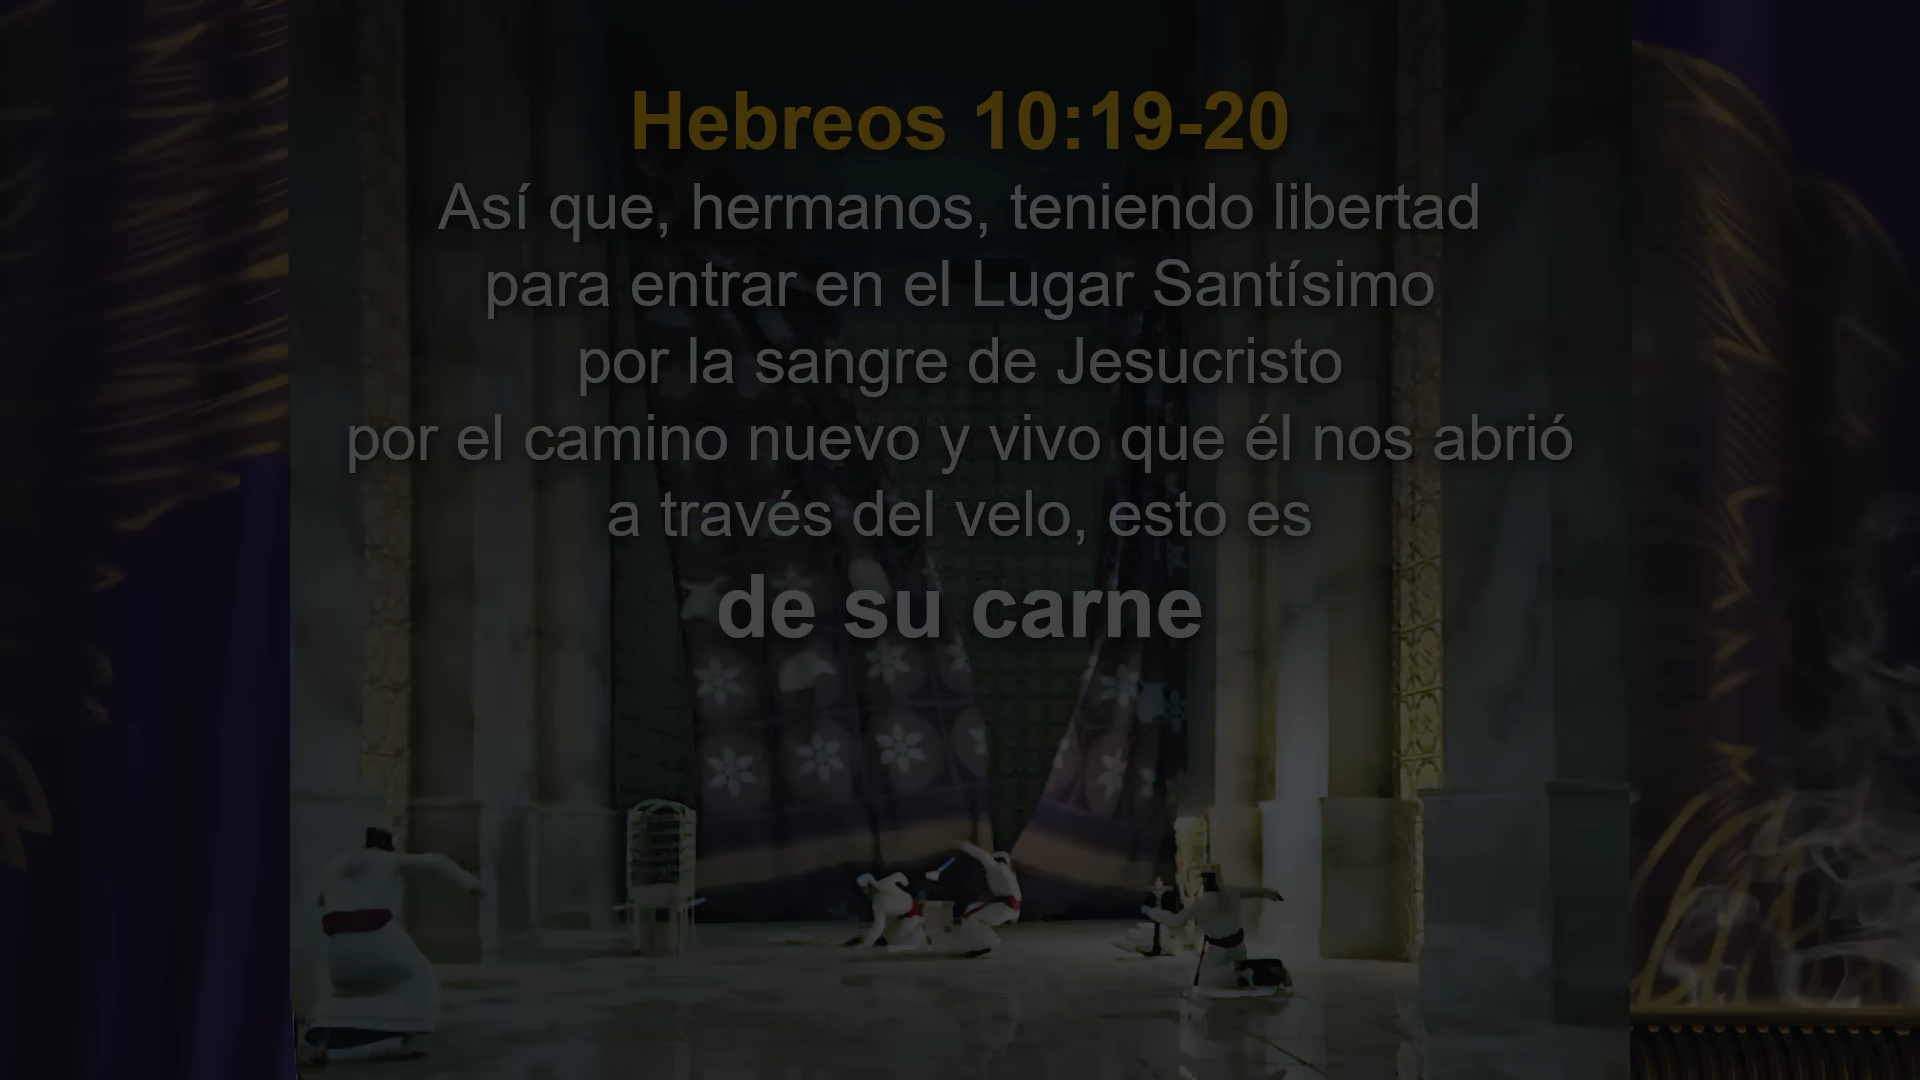 Hebreos 10:19-20
Así que, hermanos, teniendo libertad
para entrar en el Lugar Santísimo
por la sangre de Jesucristo
por el camino nuevo y vivo que él nos abrió
a través del velo, esto es
de su carne